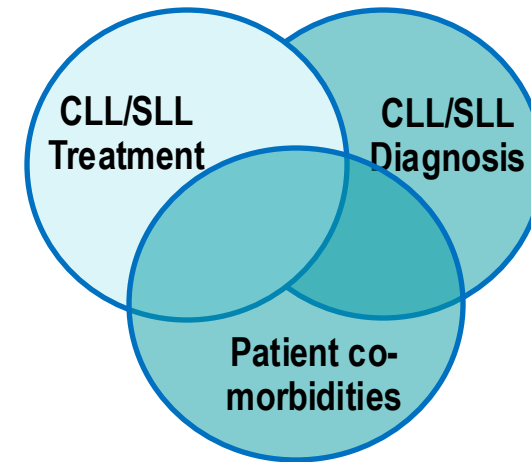 CLL/SLL
Treatment
CLL/SLL
Diagnosis
Patient co-
morbidities